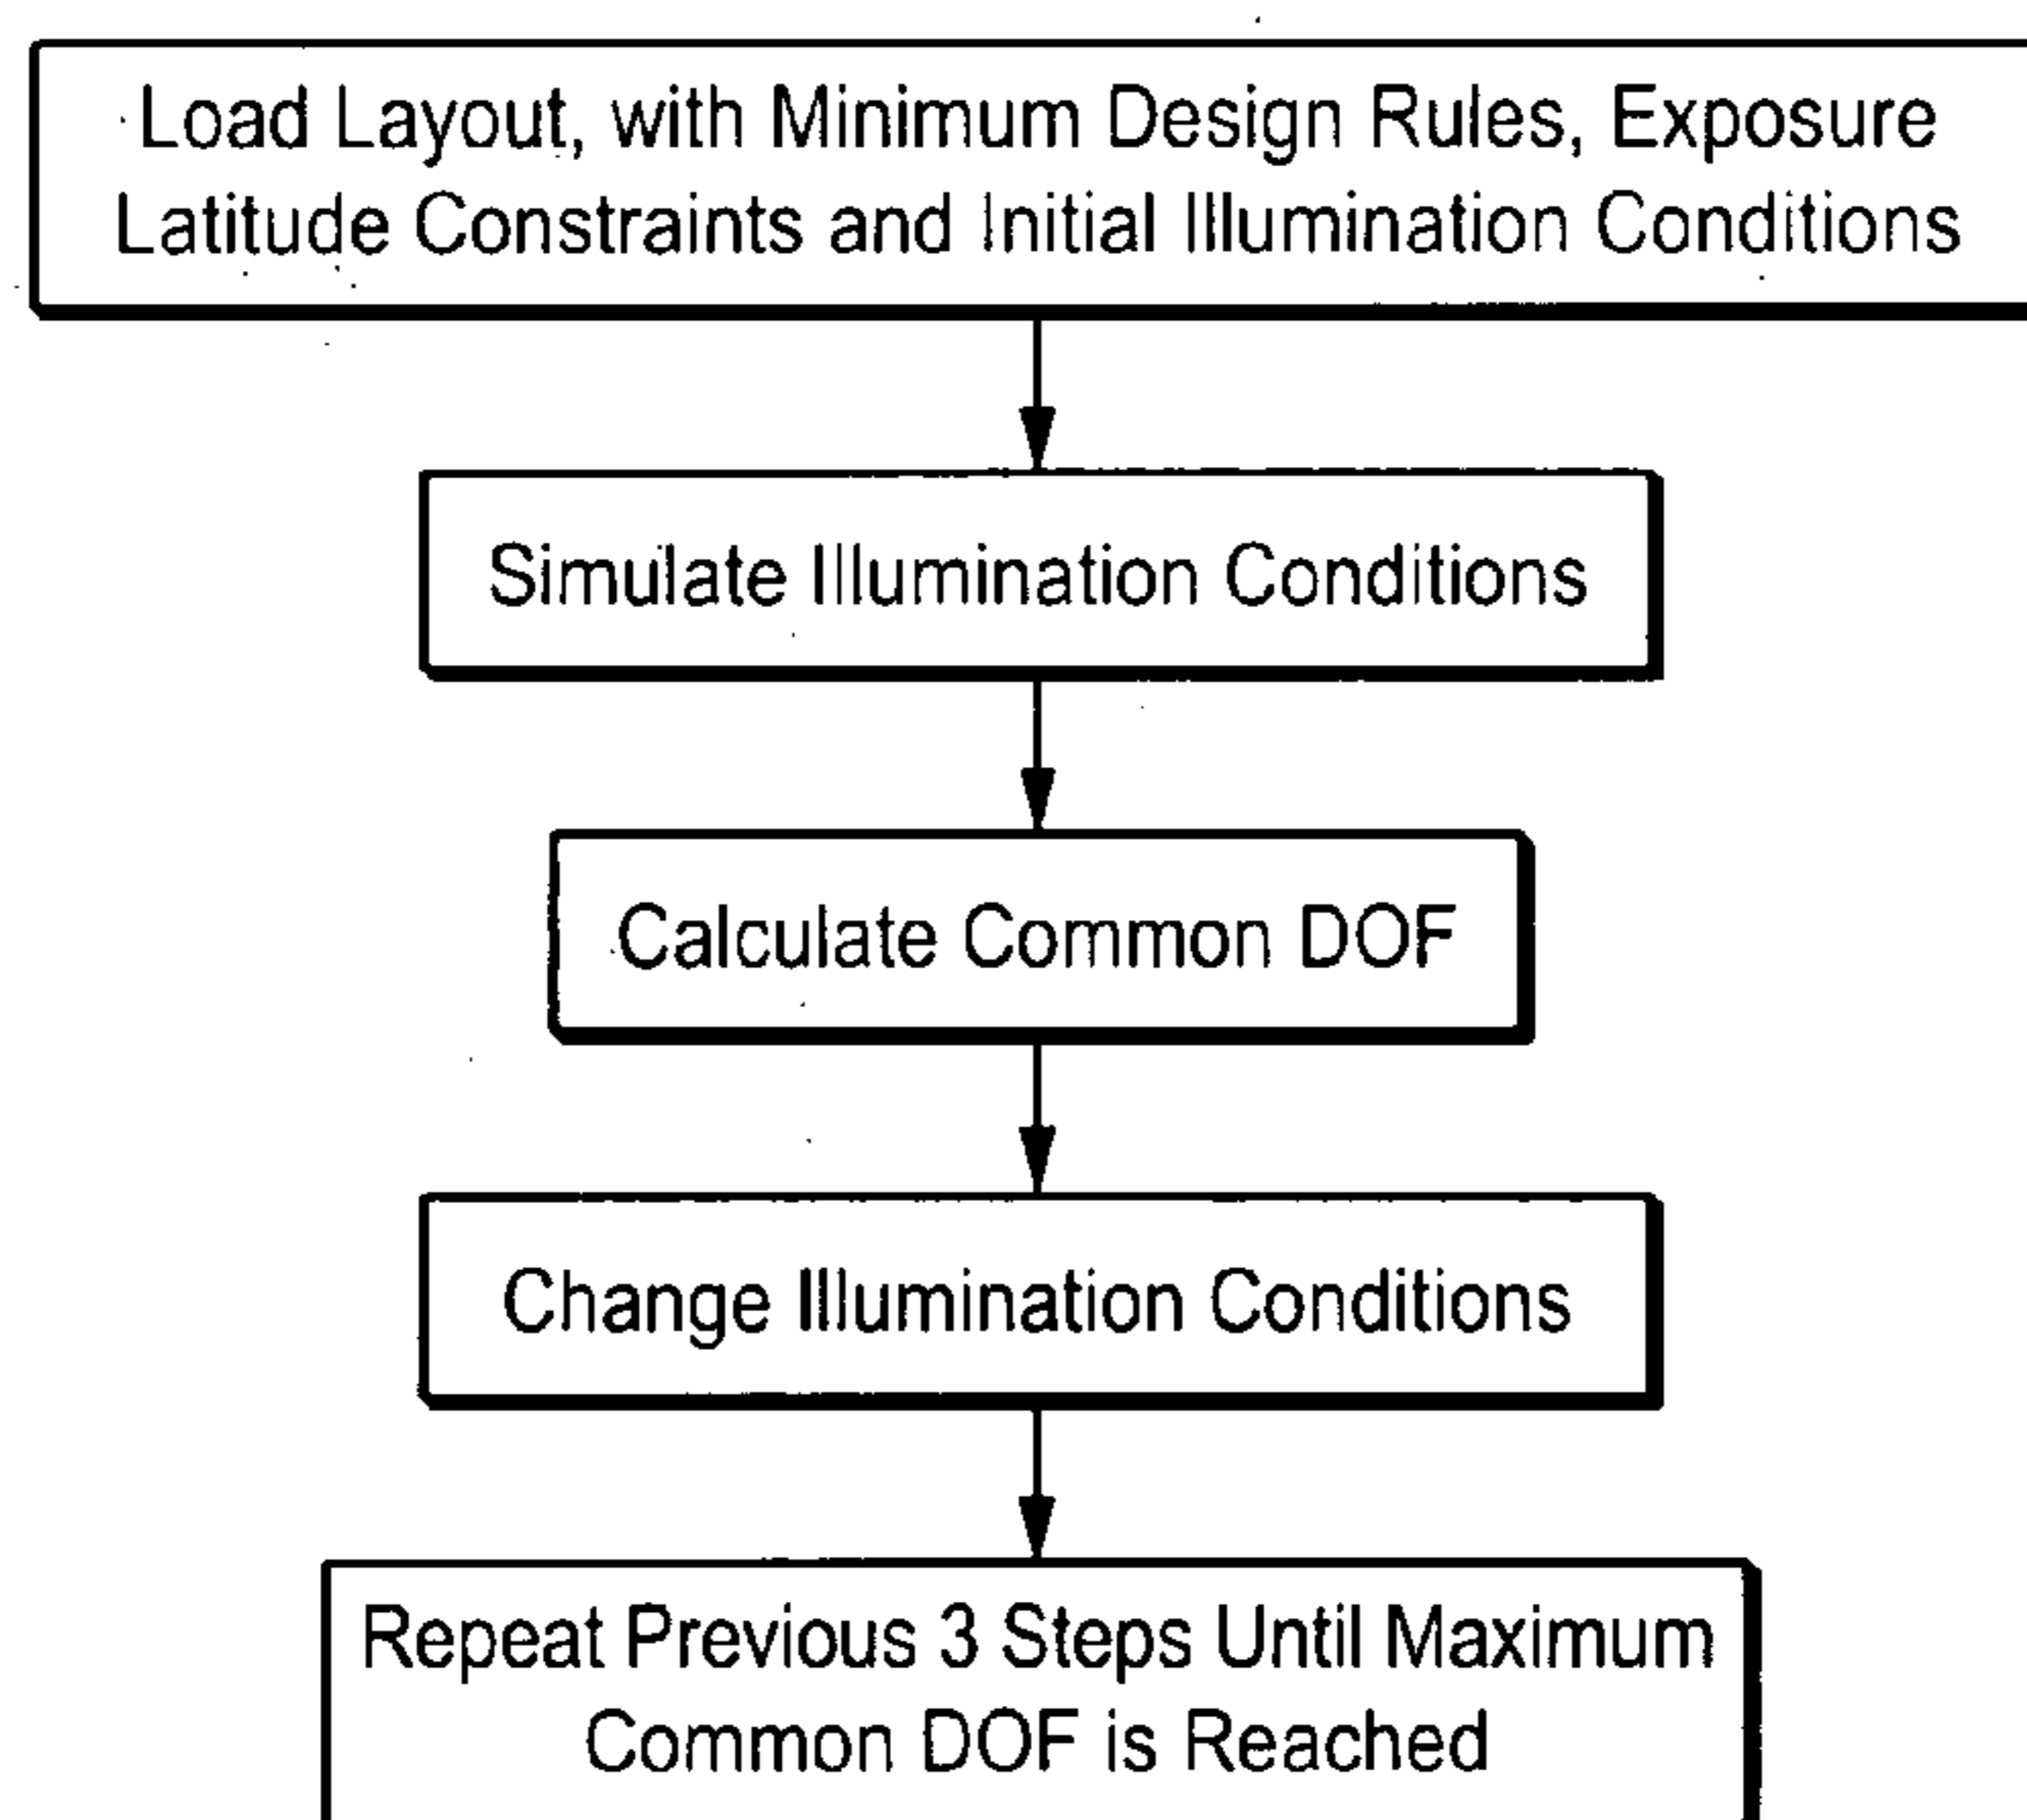 Load Layout, with Minimum Design Rules, Exposure
Latitude Constraints and Initial Illumination Conditions
Simulate Illumination Conditions
Calculate Common DOF
Change Illumination Conditions
Repeat Previous 3 Steps Until Maximum
Common DOF is Reached